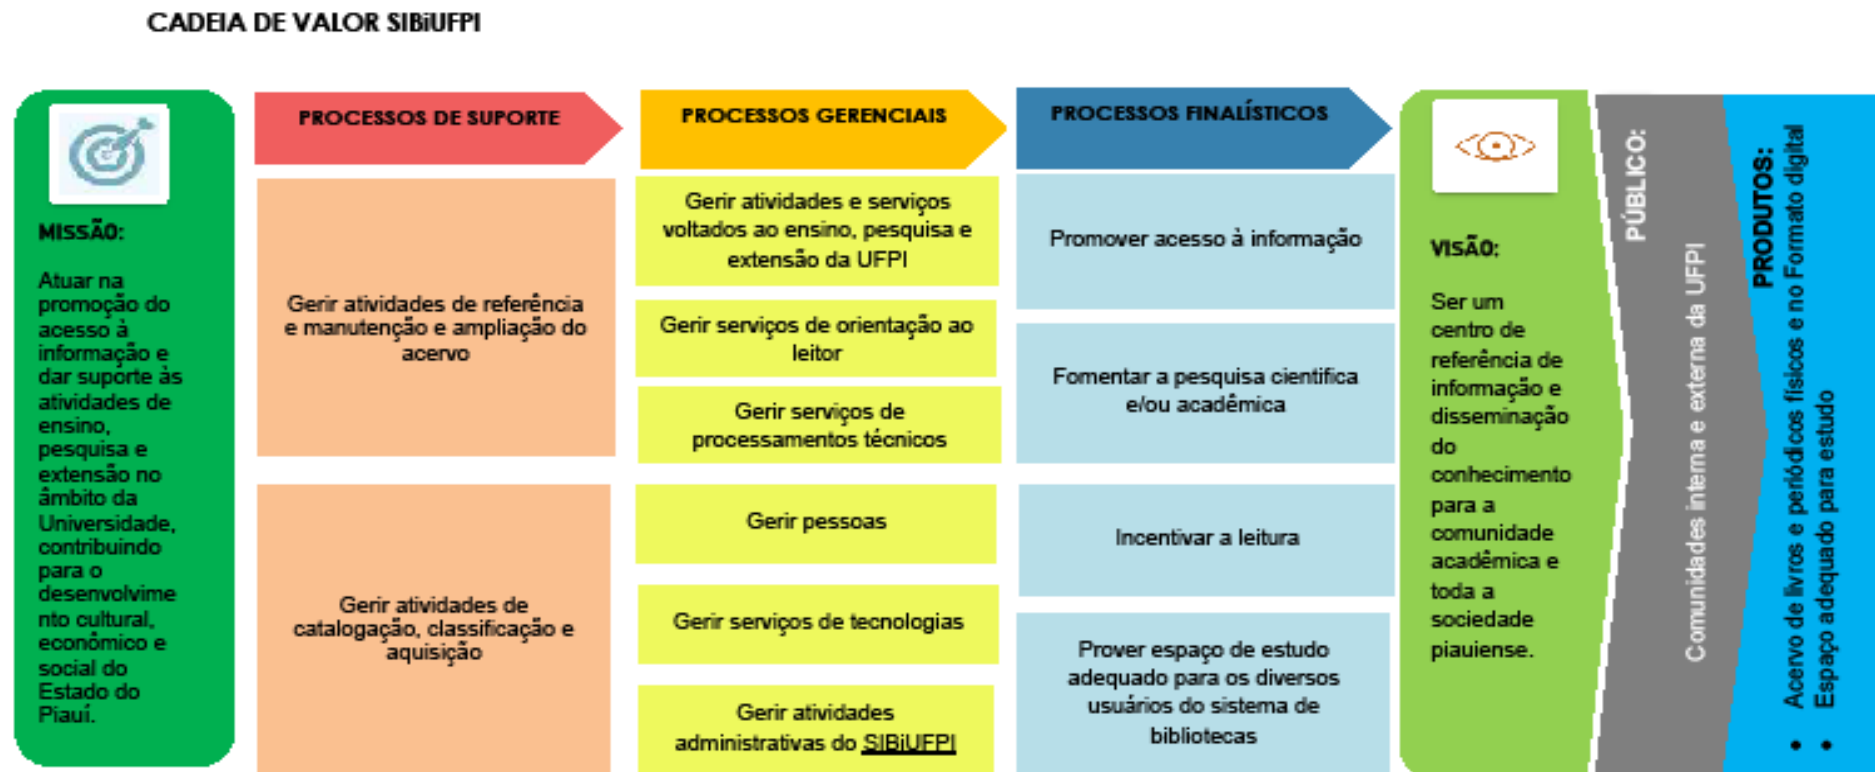 CADEIA DE VALOR SIBiUFPI
MISSÃO:
Atuar na
promoção do
acesso à
informação e
dar suporte às
atividades de
ensino,
pesquisa e
extensão no
âmbito da
Universidade,
contribuindo
para o
desenvolvime
nto cultural,
econômico e
social do
Estado do
Piauí.
PROCESSOS DE SUPORTE
Gerir atividades de referência
e manutenção e ampliação do
acervo
Gerir atividades de
catalogação, classificação e
aquisição
PROCESSOS GERENCIAIS
Gerir atividades e serviços
voltados ao ensino, pesquisa e
extensão da UFPI
Gerir serviços de orientação ao
leitor
Gerir serviços de
processamentos técnicos
Gerir pessoas
Gerir serviços de tecnologias
Gerir atividades
administrativas do SIBiUFPI
PROCESSOS FINALÍSTICOS
Promover acesso à informação
Fomentar a pesquisa cientifica
e/ou acadêmica
Incentivar a leitura
Prover espaço de estudo
adequado para os diversos
usuários do sistema de
bibliotecas
VISÃO:
Ser um
centro de
referência de
informação e
disseminação
do
conhecimento
para a
comunidade
acadêmica e
toda a
sociedade
piauiense.
PÚBLICO:
Comunidades interna e externa da UFPI
PRODUTOS:
• Acervo de livros e periódicos físicos e no Formato digital
• Espaço adequado para estudo